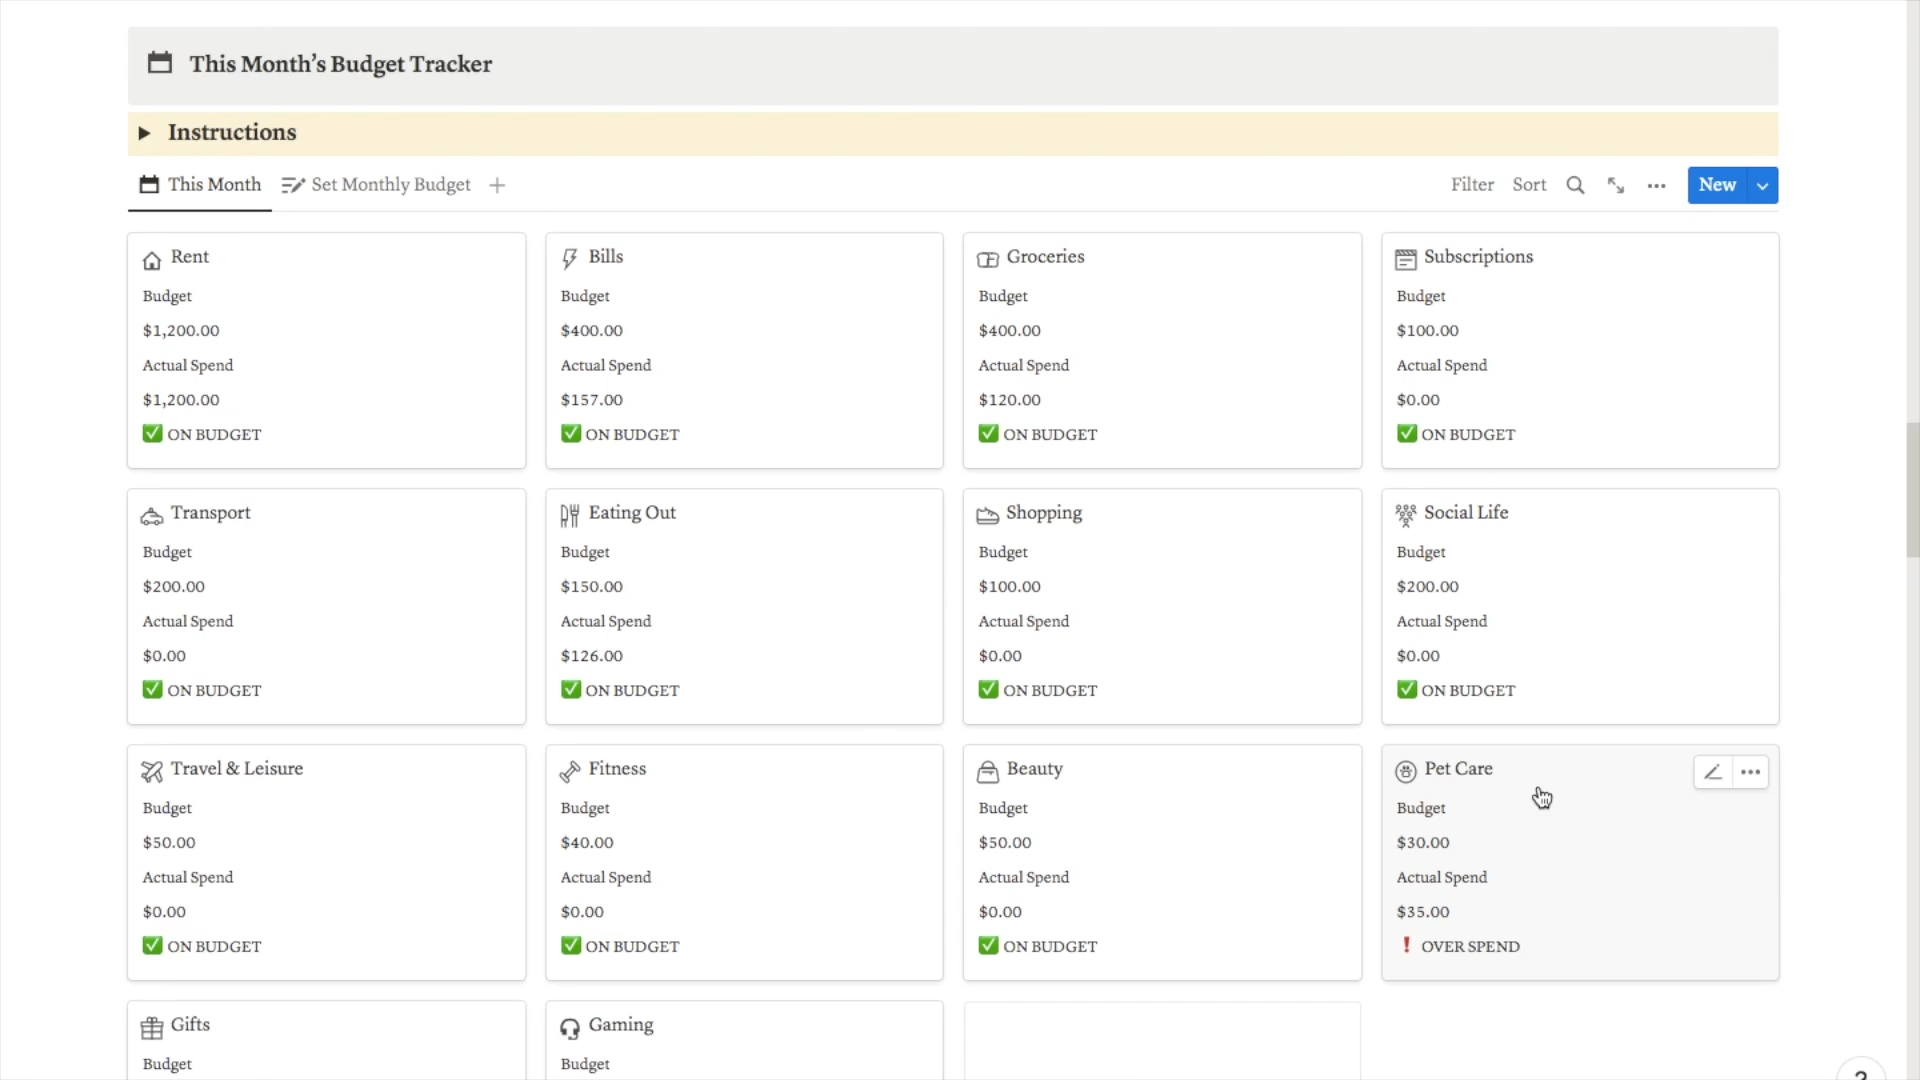 This Month’s Budget Tracker
Instructions
This Month Set Monthly Budget
Filter Sort New
Rent
Budget
$1,200.00
Actual Spend
$1,200.00
✅ ON BUDGET
Bills
Budget
$400.00
Actual Spend
$157.00
✅ ON BUDGET
Groceries
Budget
$400.00
Actual Spend
$120.00
✅ ON BUDGET
Subscriptions
Budget
$100.00
Actual Spend
$0.00
✅ ON BUDGET
Transport
Budget
$200.00
Actual Spend
$0.00
✅ ON BUDGET
Eating Out
Budget
$150.00
Actual Spend
$126.00
✅ ON BUDGET
Shopping
Budget
$100.00
Actual Spend
$0.00
✅ ON BUDGET
Social Life
Budget
$200.00
Actual Spend
$0.00
✅ ON BUDGET
Travel & Leisure
Budget
$50.00
Actual Spend
$0.00
✅ ON BUDGET
Fitness
Budget
$40.00
Actual Spend
$0.00
✅ ON BUDGET
Beauty
Budget
$50.00
Actual Spend
$0.00
✅ ON BUDGET
Pet Care
Budget
$30.00
Actual Spend
$35.00
❗ OVER SPEND
Gifts
Budget
Gaming
Budget
?